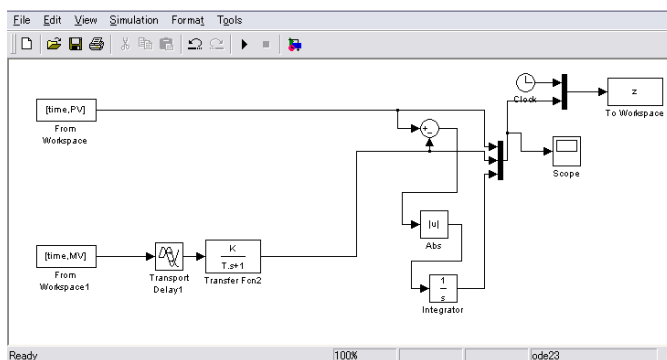 File Edit View Simulation Format Tools
Clock
z
To Workspace
[time,PV]
From
Workspace
+
-
Scope
|u|
Abs
[time,MV]
From
Workspace1
Transport
Delay1
K
T.s+1
Transfer Fcn2
1
s
Integrator
Ready 100% ode23